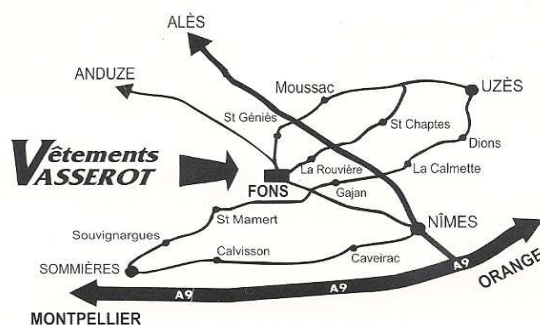 ALÈS
ANDUZE
Moussac
UZÈS
St Géniès
St Chaptes
Dions
Vêtements
VASSEROT
La Rouvière
La Calmette
FONS
Gajan
St Mamert
NÎMES
Souvignargues
Calvisson
Caveirac
SOMMIÈRES
A9
A9
A9
ORANGE
MONTPELLIER